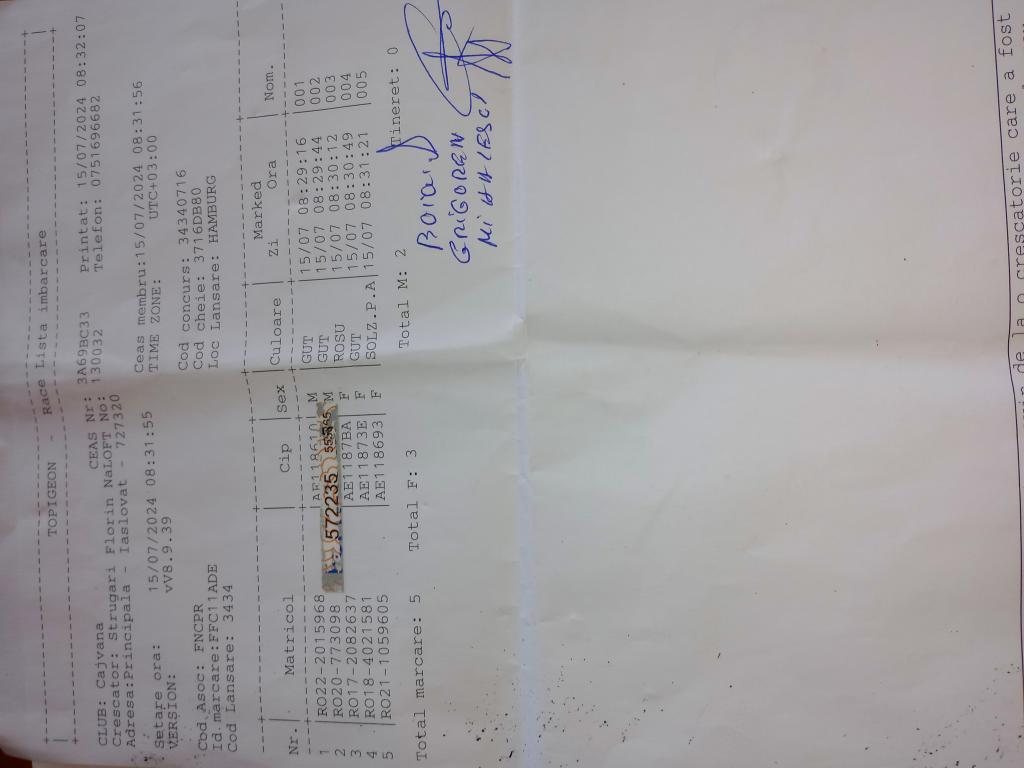 +---------------------------------------------------------------+
| TOPIGEON - Race Lista imbarcare |
+---------------------------------------------------------------+
CLUB: Cajvana CEAS Nr: 3A69BC33 Printat: 15/07/2024 08:32:07
Crescator: Strugari Florin NaLOFT No: 130032 Telefon: 0751696682
Adresa:Principala - Iaslovat - 727320
Setare ora: 15/07/2024 08:31:55 Ceas membru:15/07/2024 08:31:56
VERSION: vV8.9.39 TIME ZONE: UTC+03:00
Cod.Asoc: FNCPR Cod concurs: 34340716
Id.marcare:FFC11ADE Cod cheie: 3716DB80
Cod Lansare: 3434 Loc Lansare: HAMBURG
Marked
Nr.| Matricol | Cip |Sex | Culoare | Zi Ora | Nom.
1 |RO22-2015968 M |GUT |15/07 08:29:16 |001
2 |RO20-773098 572235 M |GUT |15/07 08:29:44 |002
3 |RO17-2082637 |AE1187BA F |ROSU |15/07 08:30:12 |003
4 |RO18-4021581 |AE11873E F |GUT |15/07 08:30:49 |004
5 |RO21-1059605 |AE118693 F |SOLZ.P.A |15/07 08:31:21 |005
Total marcare: 5 Total F: 3 Total M: 2 Tineret: 0
GRIGOREN
de la o crescatorie care a fost